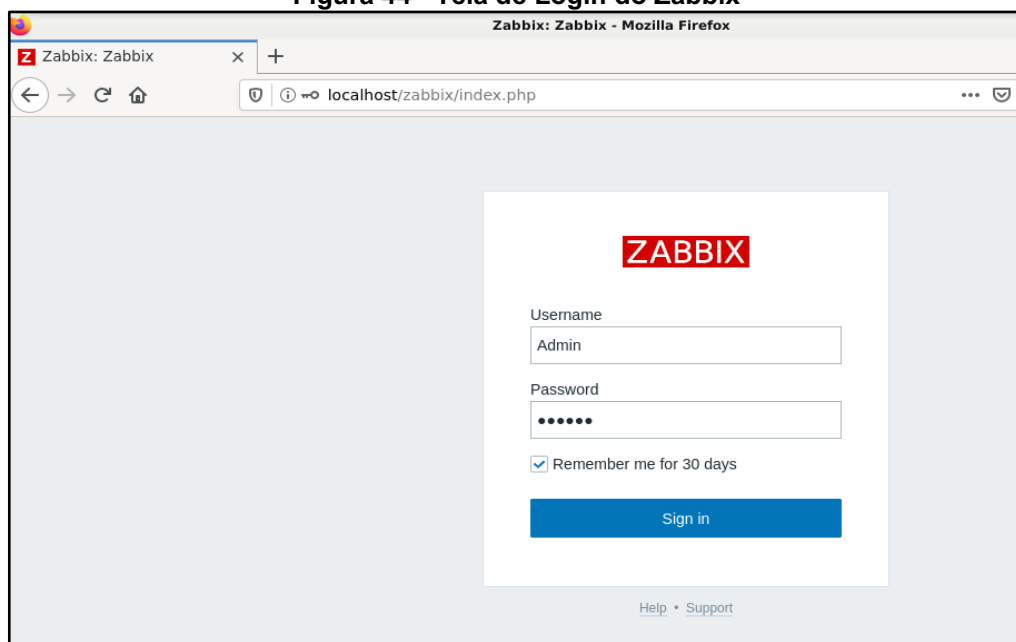 Figura 44 - Tela de Login do Zabbix
Zabbix: Zabbix - Mozilla Firefox
Z Zabbix: Zabbix
localhost/zabbix/index.php
ZABBIX
Username
Admin
Password
••••••
Remember me for 30 days
Sign in
Help • Support